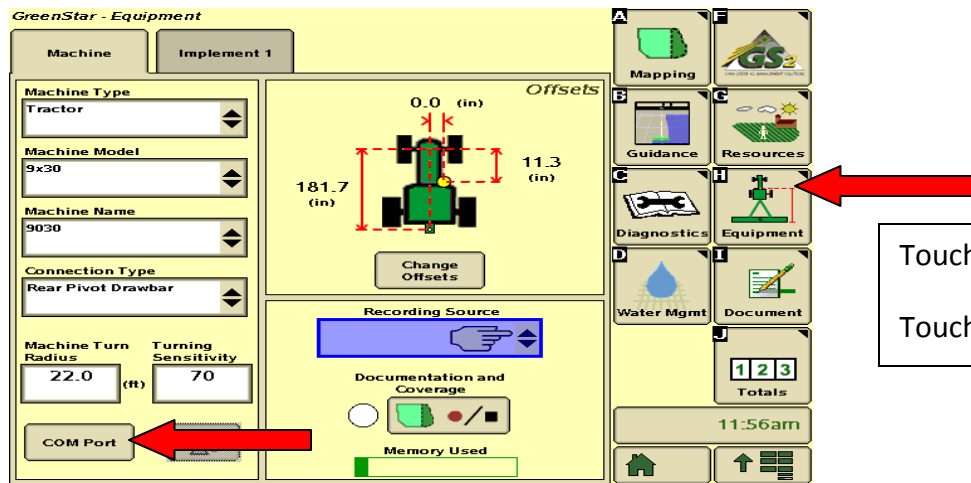 GreenStar - Equipment
Machine
Implement 1
Machine Type
Tractor
Machine Model
9x30
Machine Name
9030
Connection Type
Rear Pivot Drawbar
Machine Turn
Radius
22.0
(ft)
Turning
Sensitivity
70
COM Port
Offsets
0.0 (in)
11.3
(in)
181.7
(in)
Change
Offsets
Recording Source
Documentation and
Coverage
Memory Used
A
Mapping
F
GS2
B
Guidance
G
Resources
C
Diagnostics
H
Equipment
D
Water Mgmt
I
Document
J
1 2 3
Totals
11:56am
Touch
Touch